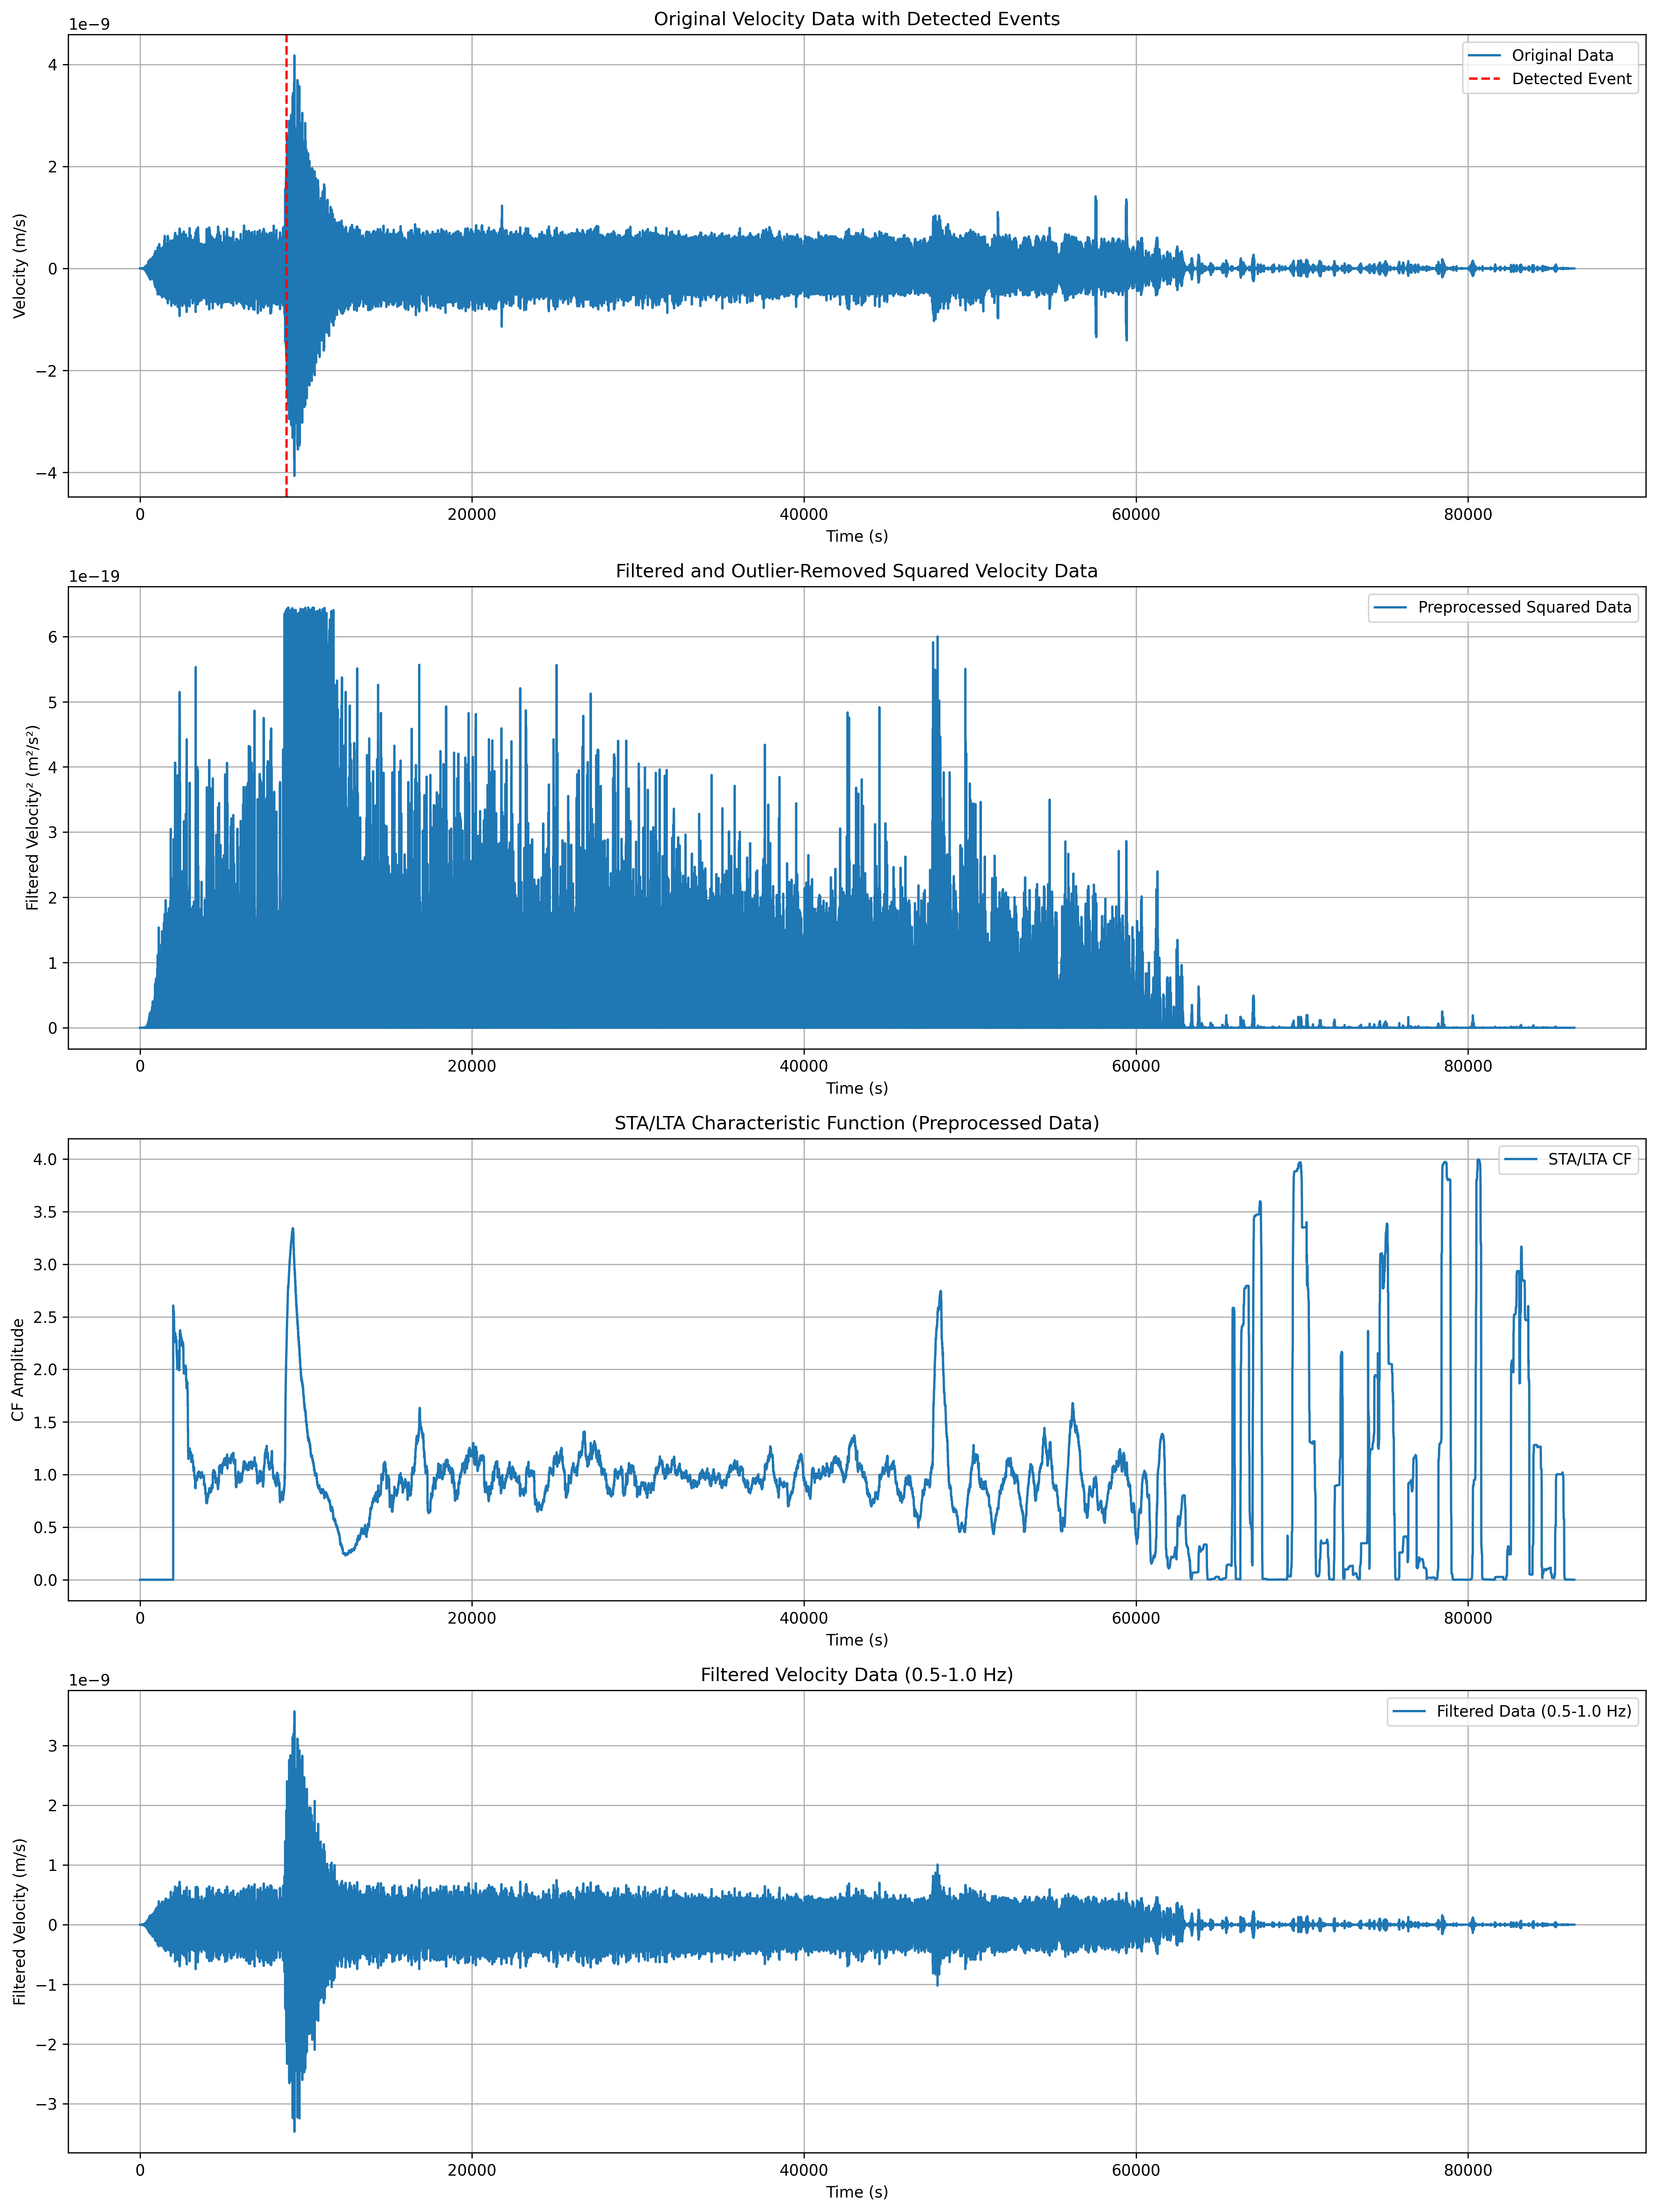 Original Velocity Data with Detected Events
1e−9
Original Data
Detected Event
4
2
0
−2
−4
Velocity (m/s)
0 20000 40000 60000 80000
Time (s)
Filtered and Outlier-Removed Squared Velocity Data
1e−19
Preprocessed Squared Data
6
5
4
3
2
1
0
Filtered Velocity² (m²/s²)
0 20000 40000 60000 80000
Time (s)
STA/LTA Characteristic Function (Preprocessed Data)
STA/LTA CF
4.0
3.5
3.0
2.5
2.0
1.5
1.0
0.5
0.0
CF Amplitude
0 20000 40000 60000 80000
Time (s)
Filtered Velocity Data (0.5-1.0 Hz)
1e−9
Filtered Data (0.5-1.0 Hz)
3
2
1
0
−1
−2
−3
Filtered Velocity (m/s)
0 20000 40000 60000 80000
Time (s)